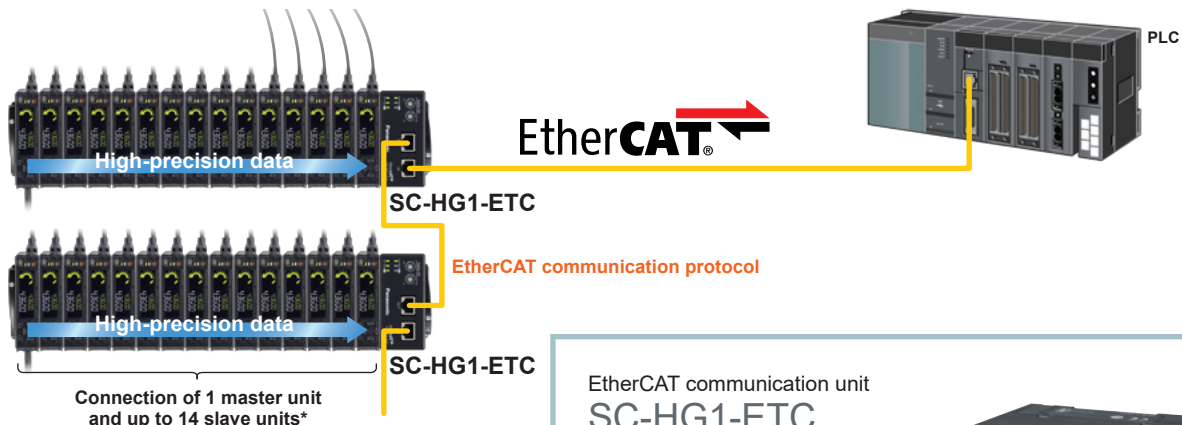 PLC
EtherCAT®
High-precision data
SC-HG1-ETC
EtherCAT communication protocol
High-precision data
SC-HG1-ETC
Connection of 1 master unit
and up to 14 slave units*
EtherCAT communication unit
SC-HG1-ETC